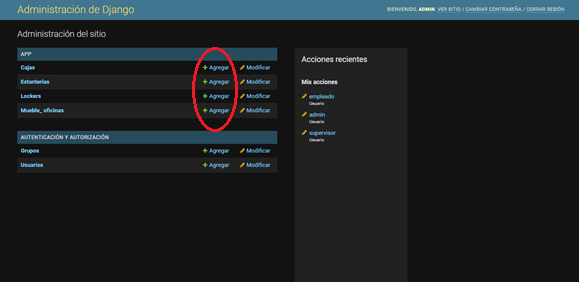 Administración de Django
BIENVENIDO, ADMIN. VER SITIO / CAMBIAR CONTRASEÑA / CERRAR SESIÓN
Administración del sitio
APP
Cajas + Agregar Modificar
Estanterias + Agregar Modificar
Lockers + Agregar Modificar
Mueble_ oficinas + Agregar Modificar
AUTENTICACIÓN Y AUTORIZACIÓN
Grupos + Agregar Modificar
Usuarios + Agregar Modificar
Acciones recientes
Mis acciones
empleado
Usuario
admin
Usuario
supervisor
Usuario